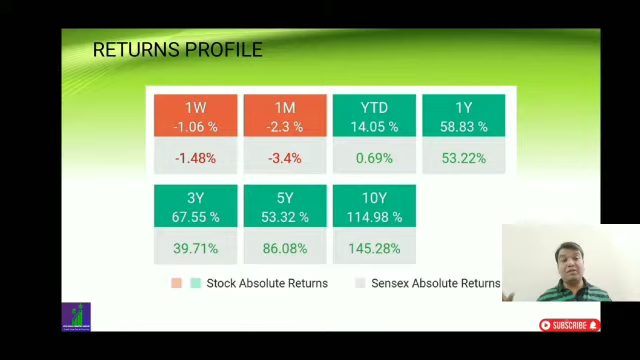 RETURNS PROFILE
1W 1M YTD 1Y
-1.06 % -2.3 % 14.05 % 58.83 %
-1.48% -3.4% 0.69% 53.22%
3Y 5Y 10Y
67.55 % 53.32 % 114.98 %
39.71% 86.08% 145.28%
Stock Absolute Returns Sensex Absolute Returns
SUBSCRIBE